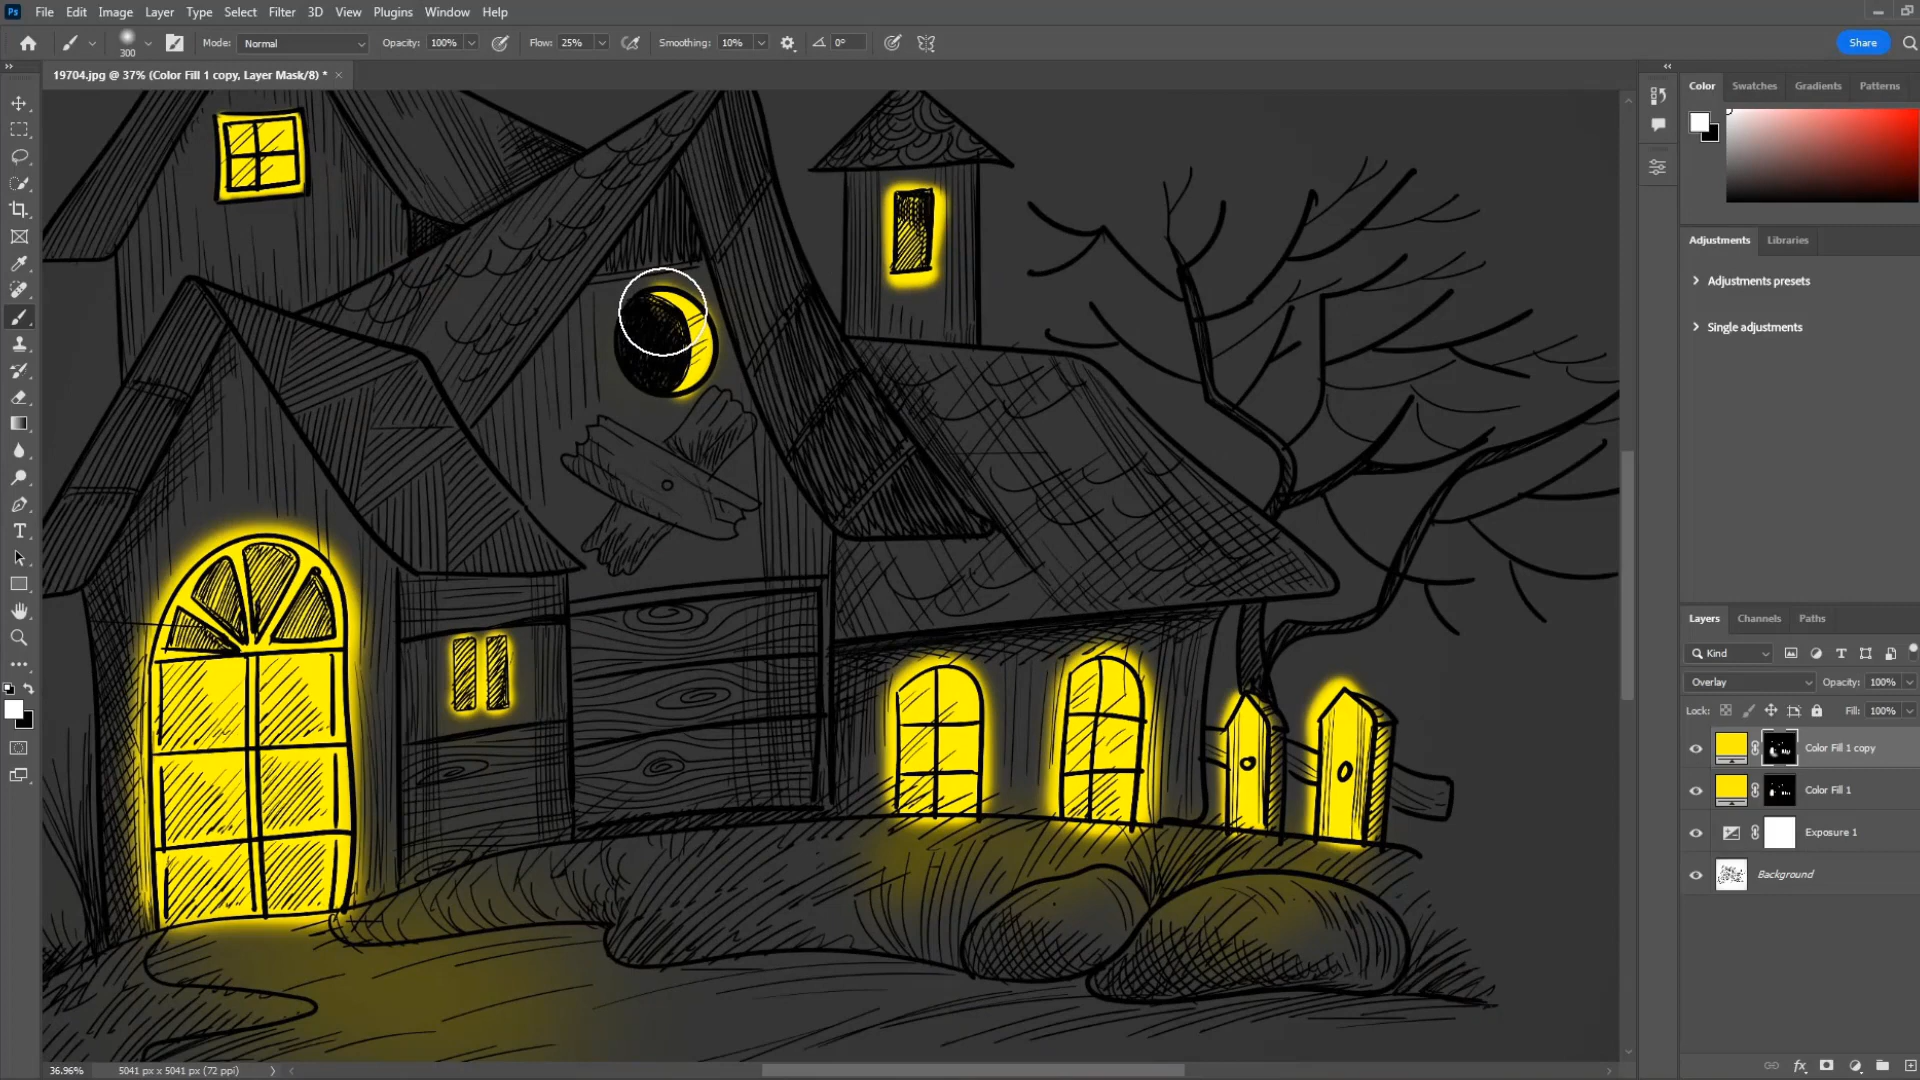 Ps File Edit Image Layer Type Select Filter 3D View Plugins Window Help
300 Mode: Normal Opacity: 100% Flow: 25% Smoothing: 10% 0° Share
19704.jpg @ 37% (Color Fill 1 copy, Layer Mask/8) *
Color Swatches Gradients Patterns
Adjustments Libraries
Adjustments presets
Single adjustments
Layers Channels Paths
Kind
Overlay Opacity: 100%
Lock: Fill: 100%
Color Fill 1 copy
Color Fill 1
Exposure 1
Background
36.96% 5041 px x 5041 px (72 ppi)